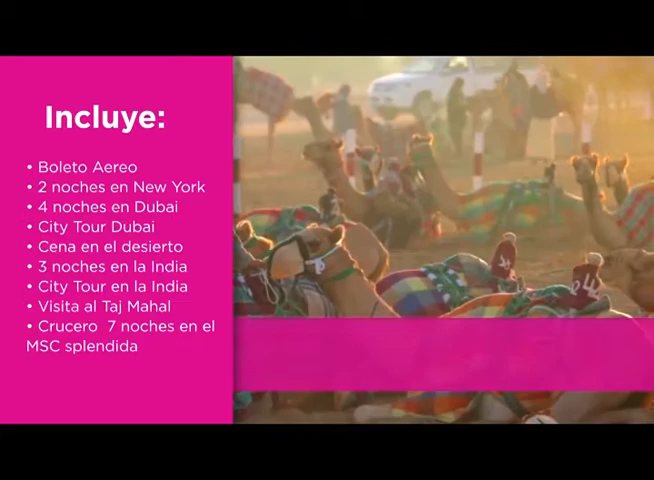 Incluye:
• Boleto Aereo
• 2 noches en New York
• 4 noches en Dubai
• City Tour Dubai
• Cena en el desierto
• 3 noches en la India
• City Tour en la India
• Visita al Taj Mahal
• Crucero 7 noches en el
MSC splendida